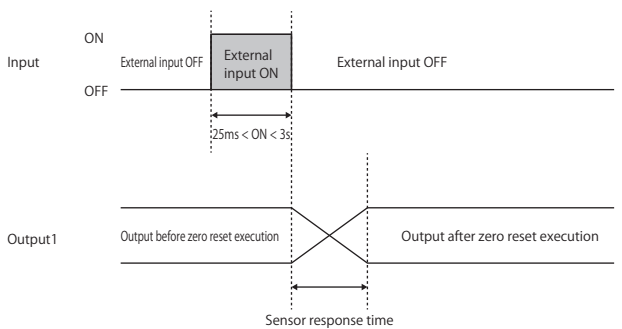 ON
Input
External input OFF
External
input ON
External input OFF
OFF
25ms < ON < 3s
Output1
Output before zero reset execution
Output after zero reset execution
Sensor response time